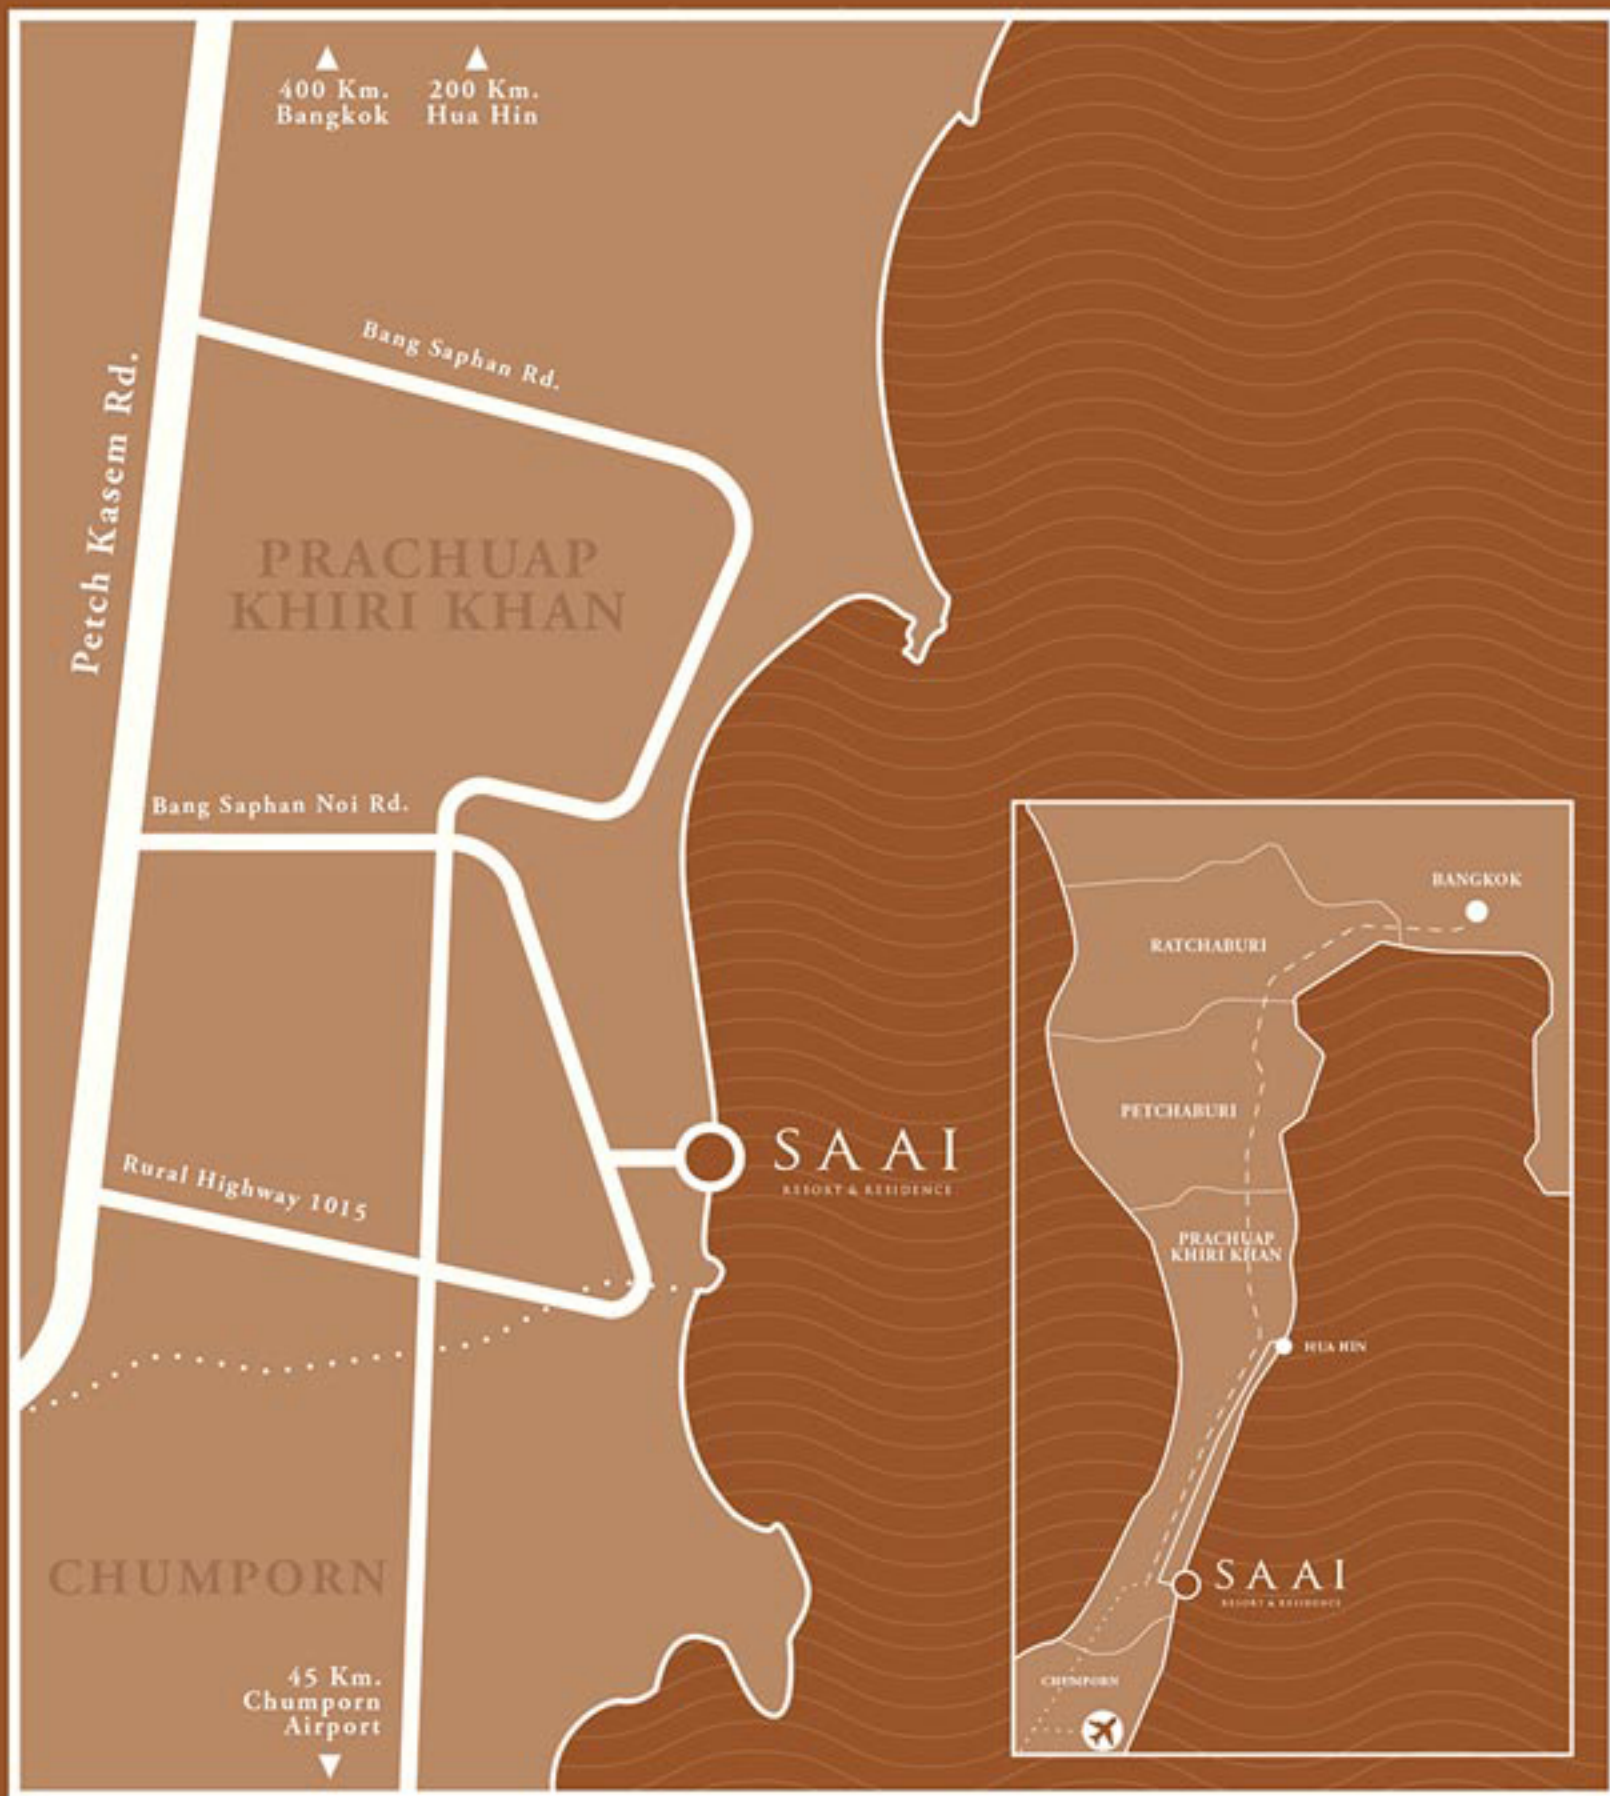 400 Km.
Bangkok
200 Km.
Hua Hin
Bang Saphan Rd.
Petch Kasem Rd.
PRACHUAP
KHIRI KHAN
Bang Saphan Noi Rd.
SAAI
RESORT & RESIDENCE
Rural Highway 1015
CHUMPORN
45 Km.
Chumporn
Airport
BANGKOK
RATCHABURI
PETCHABURI
PRACHUAP
KHIRI KHAN
HUA HIN
SAAI
RESORT & RESIDENCE
CHUMPORN